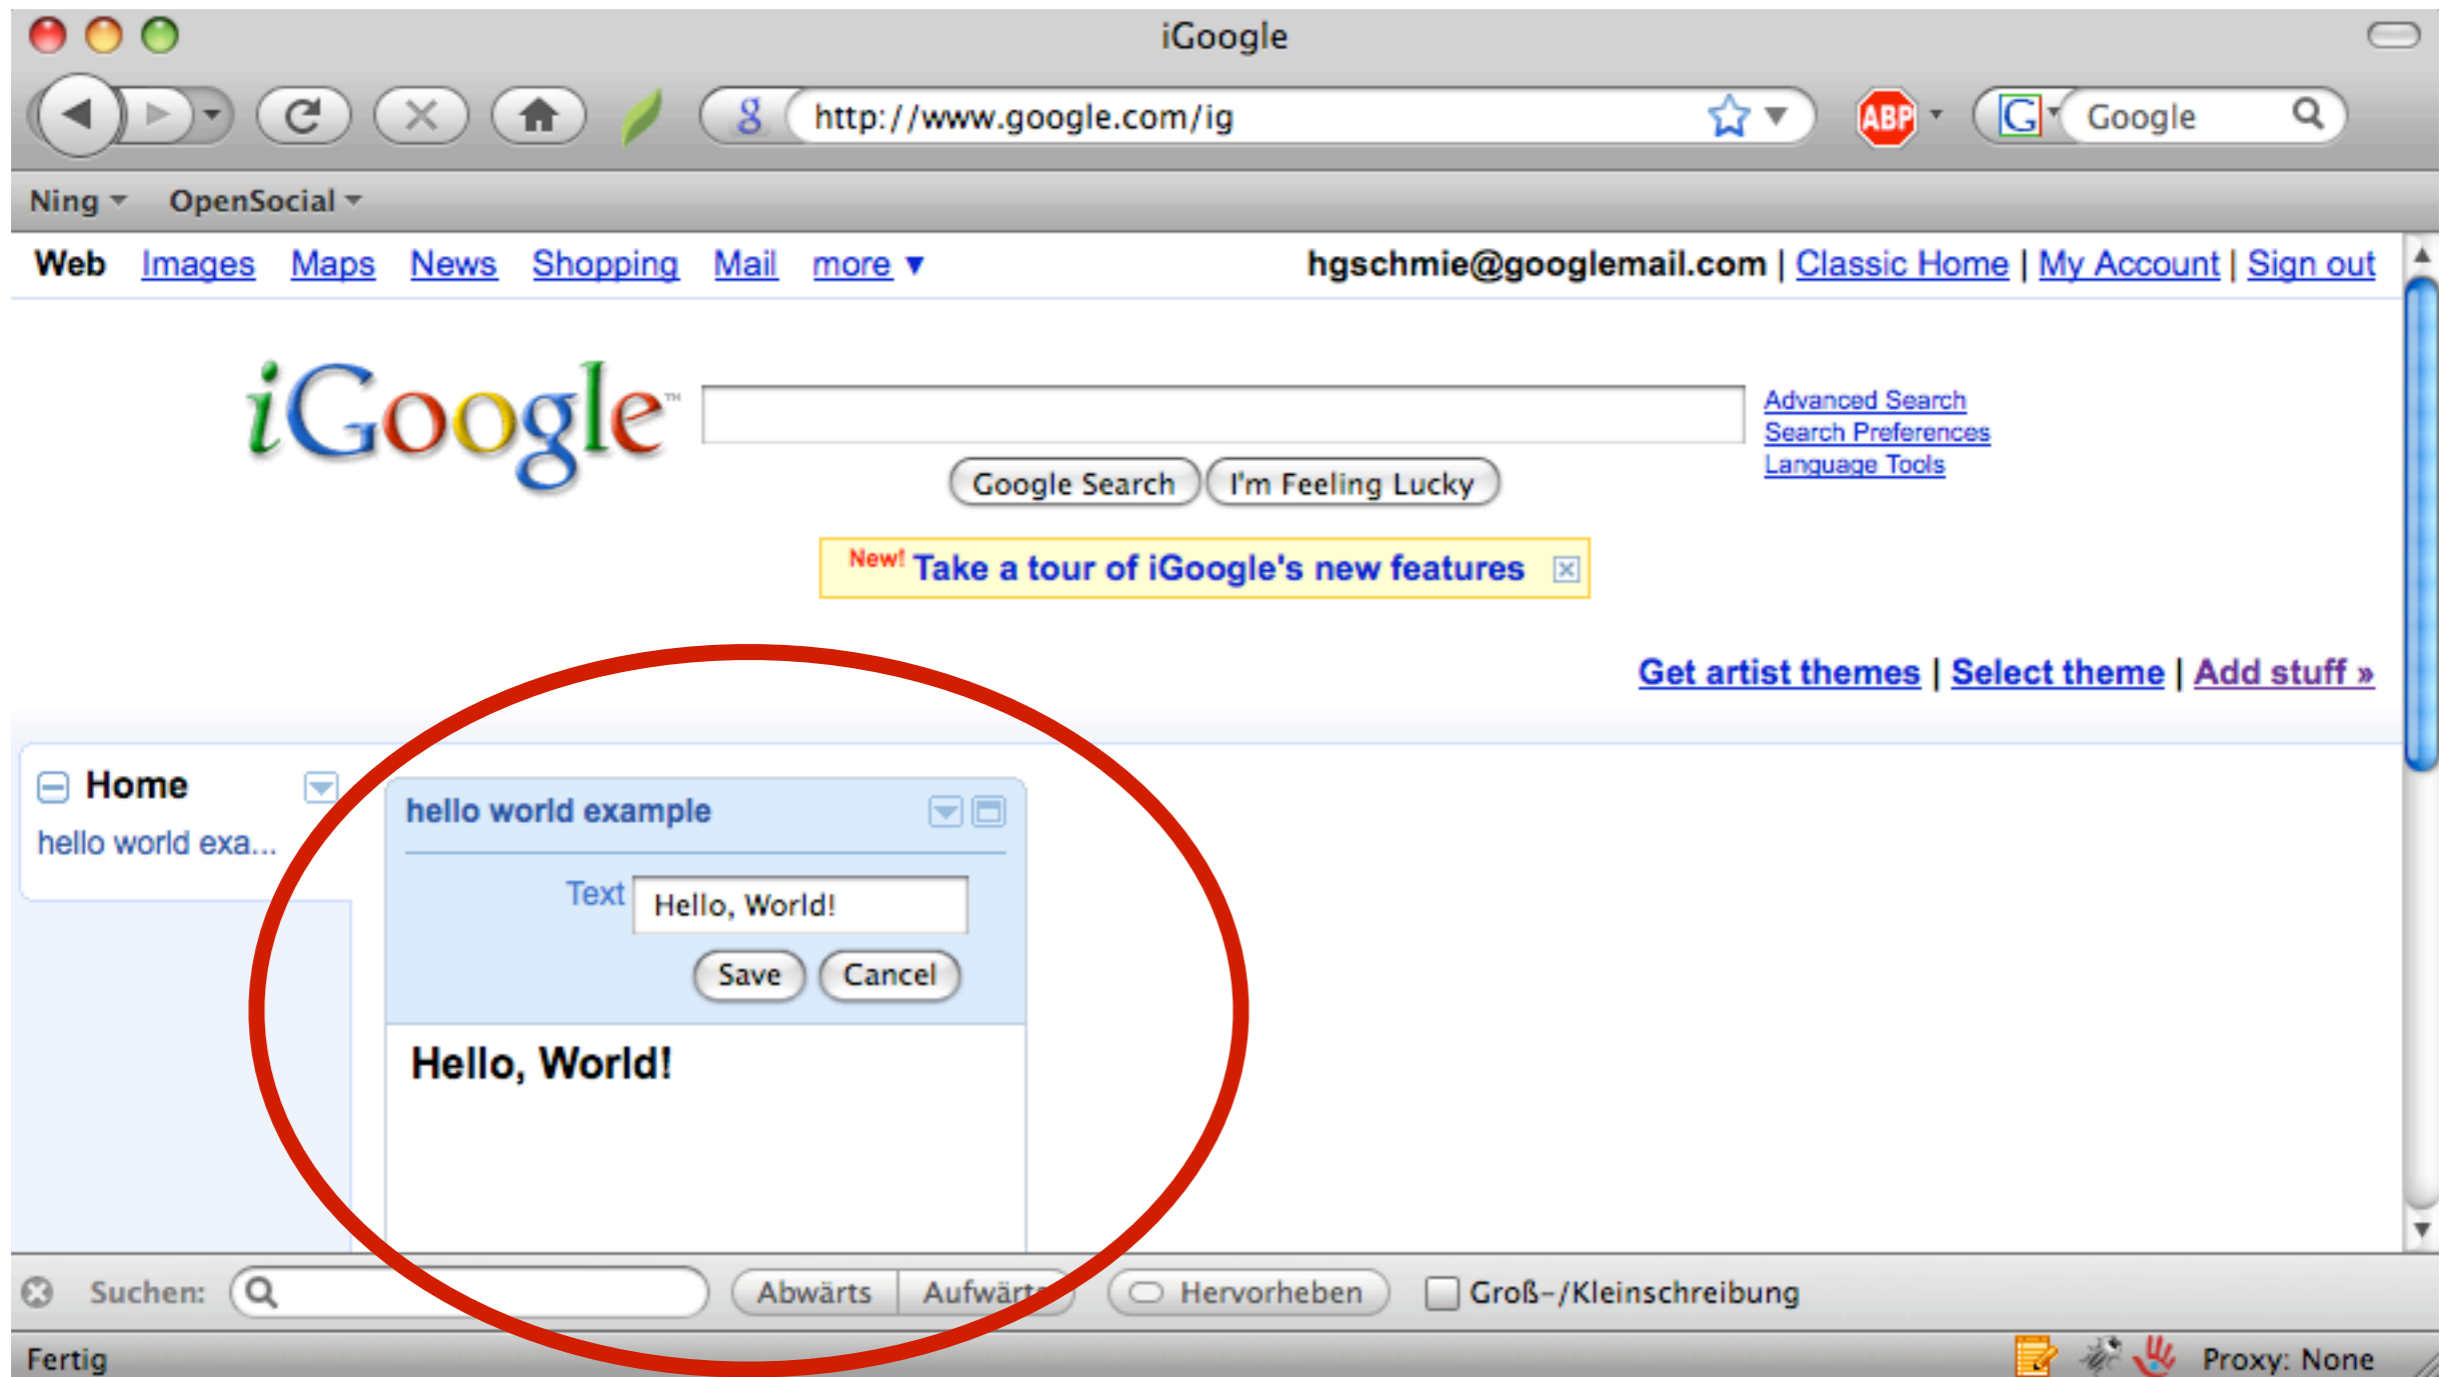 iGoogle
http://www.google.com/ig
ABP
Google
Ning OpenSocial
Web Images Maps News Shopping Mail more ▼ hgschmie@googlemail.com | Classic Home | My Account | Sign out
iGoogle™
Advanced Search
Search Preferences
Language Tools
Google Search I'm Feeling Lucky
New! Take a tour of iGoogle's new features
Get artist themes | Select theme | Add stuff »
Home
hello world exa...
hello world example
Text Hello, World!
Save Cancel
Hello, World!
Suchen: Abwärts Aufwärts Hervorheben Groß-/Kleinschreibung
Fertig Proxy: None